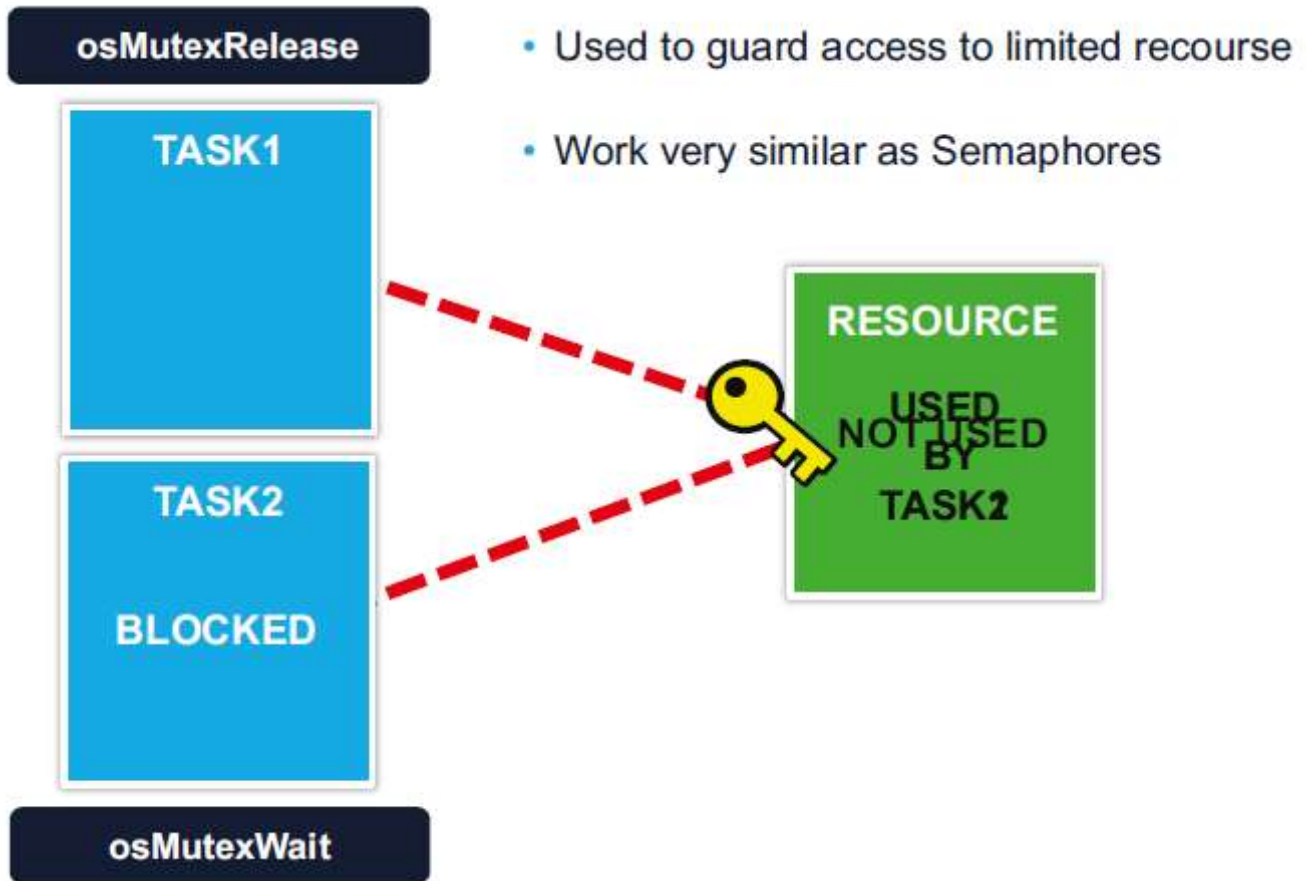 osMutexRelease
• Used to guard access to limited recourse
TASK1
• Work very similar as Semaphores
RESOURCE
USED
NOT USED
BY
TASK2
TASK2
BLOCKED
osMutexWait